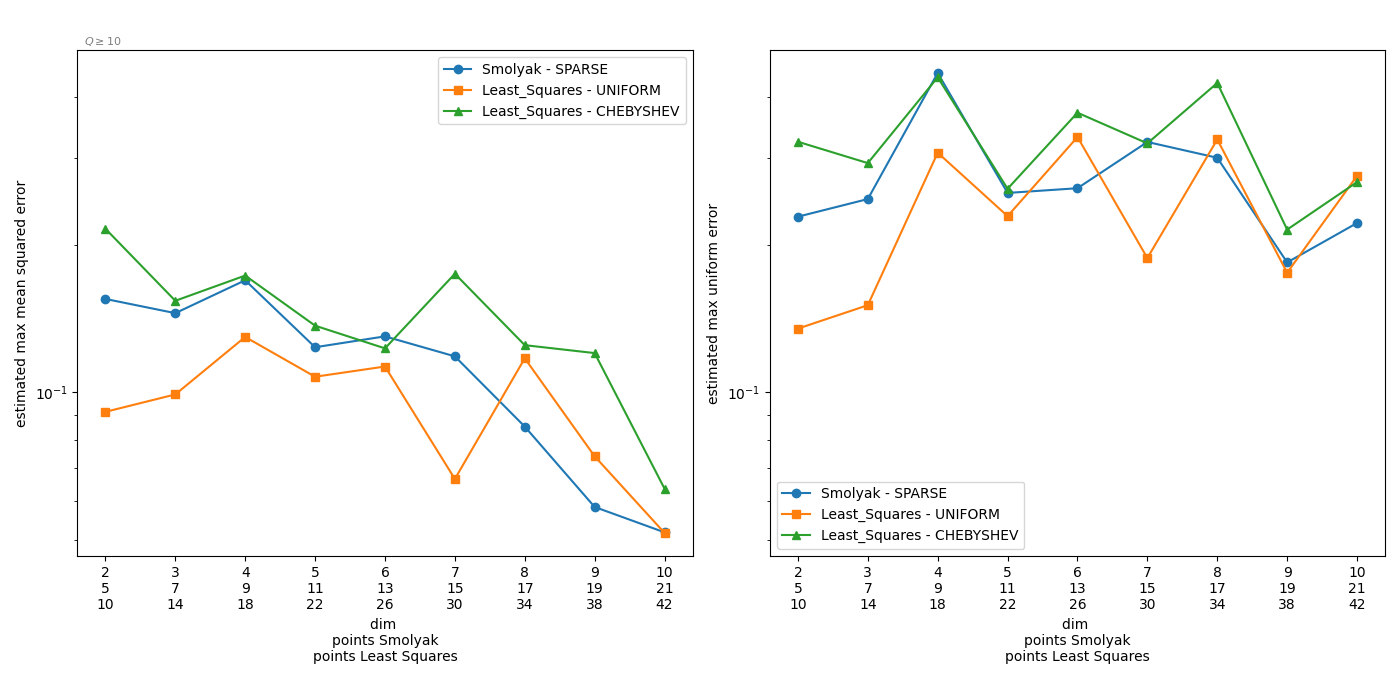 Q ≥ 10
Smolyak - SPARSE
Least_Squares - UNIFORM
Least_Squares - CHEBYSHEV
estimated max mean squared error
10⁻¹
2 3 4 5 6 7 8 9 10
5 7 9 11 13 15 17 19 21
10 14 18 22 26 30 34 38 42
dim
points Smolyak
points Least Squares
estimated max uniform error
10⁻¹
Smolyak - SPARSE
Least_Squares - UNIFORM
Least_Squares - CHEBYSHEV
2 3 4 5 6 7 8 9 10
5 7 9 11 13 15 17 19 21
10 14 18 22 26 30 34 38 42
dim
points Smolyak
points Least Squares